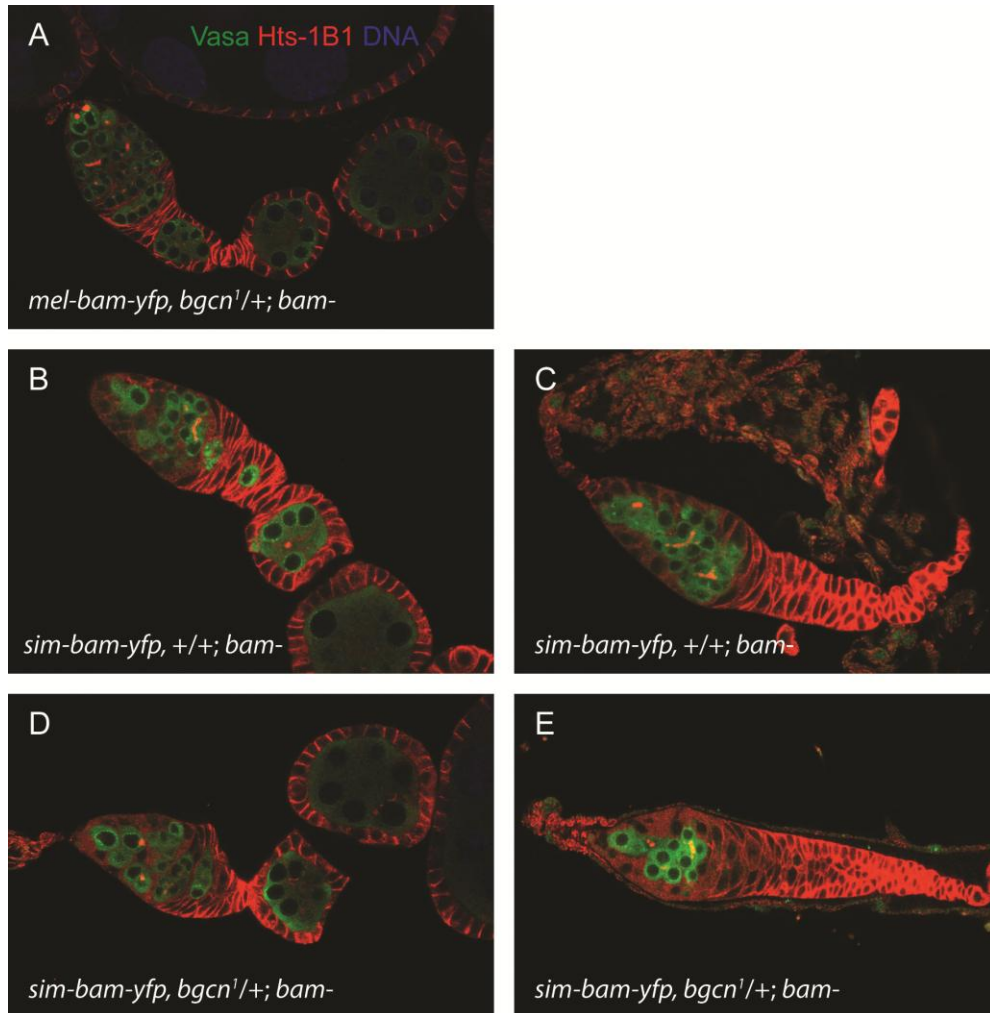 A
Vasa Hts-1B1 DNA
mel-bam-yfp, bgcn¹/+; bam-
B
sim-bam-yfp, +/+; bam-
C
sim-bam-yfp, +/+; bam-
D
sim-bam-yfp, bgcn¹/+; bam-
E
sim-bam-yfp, bgcn¹/+; bam-